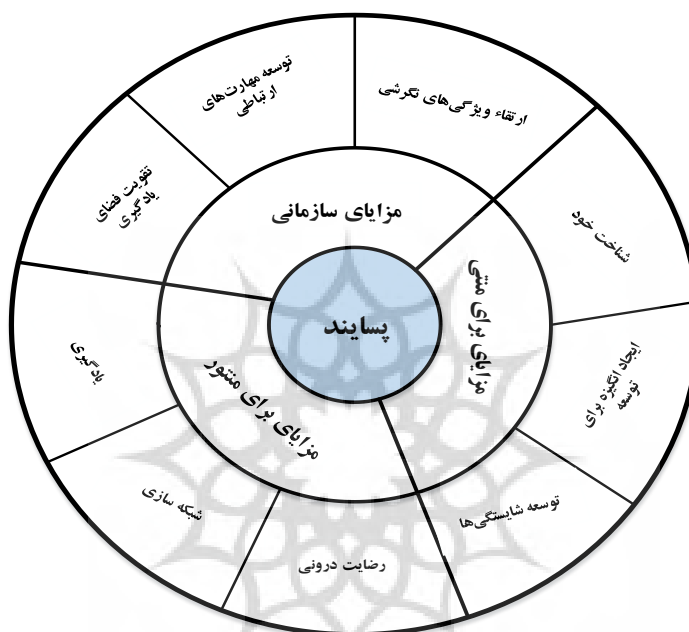 توسعه مهارت‌های
ارتباطی
ارتقاء ویژگی‌های نگرشی
تقویت فضای
یادگیری
مزایای سازمانی
شناخت خود
مزایای برای منتی
پسایند
مزایای برای منتور
یادگیری
ایجاد انگیزه برای
توسعه
شبکه سازی
توسعه شایستگی‌ها
رضایت درونی